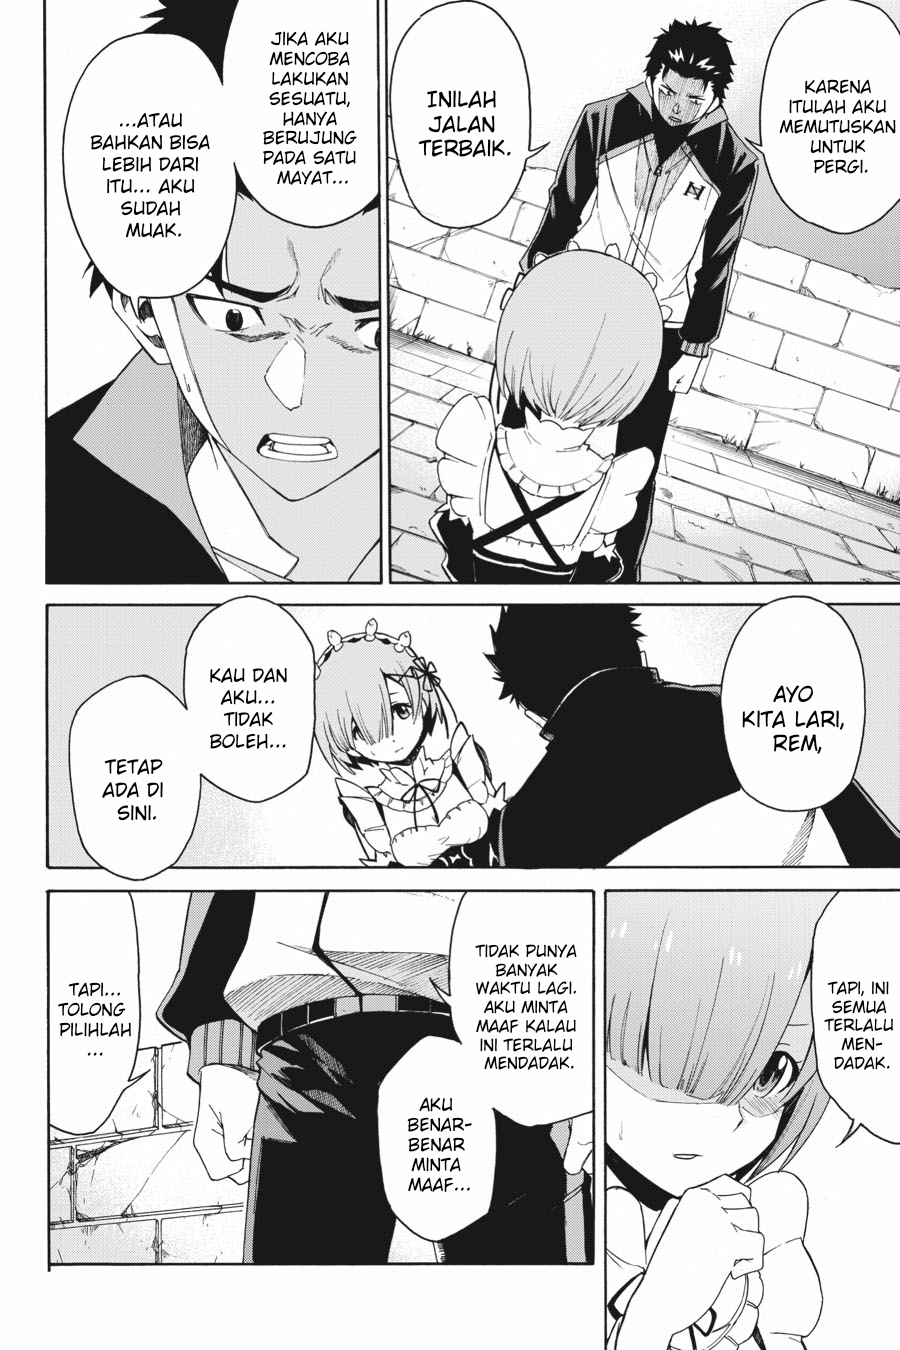 KARENA
ITULAH AKU
MEMUTUSKAN
UNTUK
PERGI.
INILAH
JALAN
TERBAIK.
JIKA AKU
MENCOBA
LAKUKAN
SESUATU,
HANYA
BERUJUNG
PADA SATU
MAYAT...
...ATAU
BAHKAN BISA
LEBIH DARI
ITU... AKU
SUDAH
MUAK.
AYO
KITA LARI,
REM,
KAU DAN
AKU...
TIDAK
BOLEH...
TETAP
ADA DI
SINI.
TAPI, INI
SEMUA
TERLALU
MEN-
DADAK.
TIDAK PUNYA
BANYAK
WAKTU LAGI.
AKU MINTA
MAAF KALAU
INI TERLALU
MENDADAK.
AKU
BENAR-
BENAR
MINTA
MAAF...
TAPI...
TOLONG
PILIHLAH
...